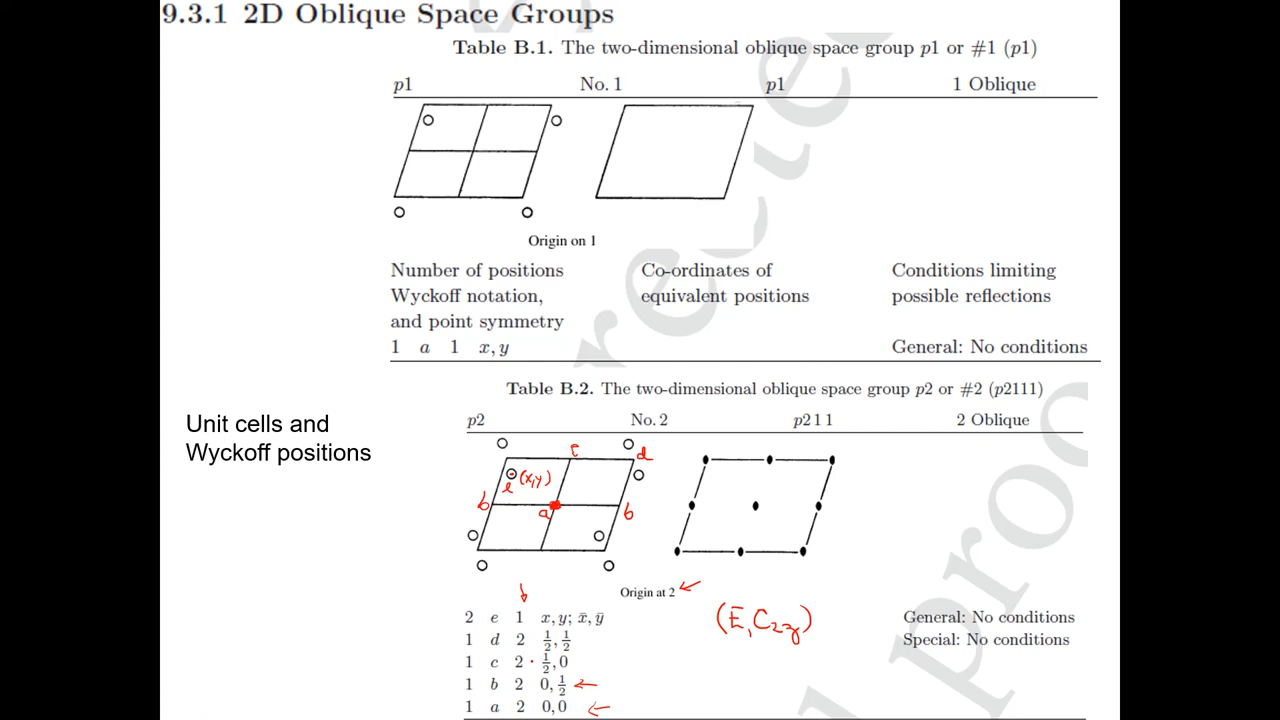 9.3.1 2D Oblique Space Groups
Table B.1. The two-dimensional oblique space group p1 or #1 (p1)
p1 No. 1 p1 1 Oblique
Origin on 1
Number of positions Co-ordinates of Conditions limiting
Wyckoff notation, equivalent positions possible reflections
and point symmetry
1 a 1 x, y General: No conditions
Table B.2. The two-dimensional oblique space group p2 or #2 (p2111)
p2 No. 2 p211 2 Oblique
Unit cells and
Wyckoff positions
c d
e (x,y)
b a b
Origin at 2
(E, C2z)
2 e 1 x, y; x̄, ȳ General: No conditions
1 d 2 ½, ½ Special: No conditions
1 c 2 ½, 0
1 b 2 0, ½
1 a 2 0, 0
proo